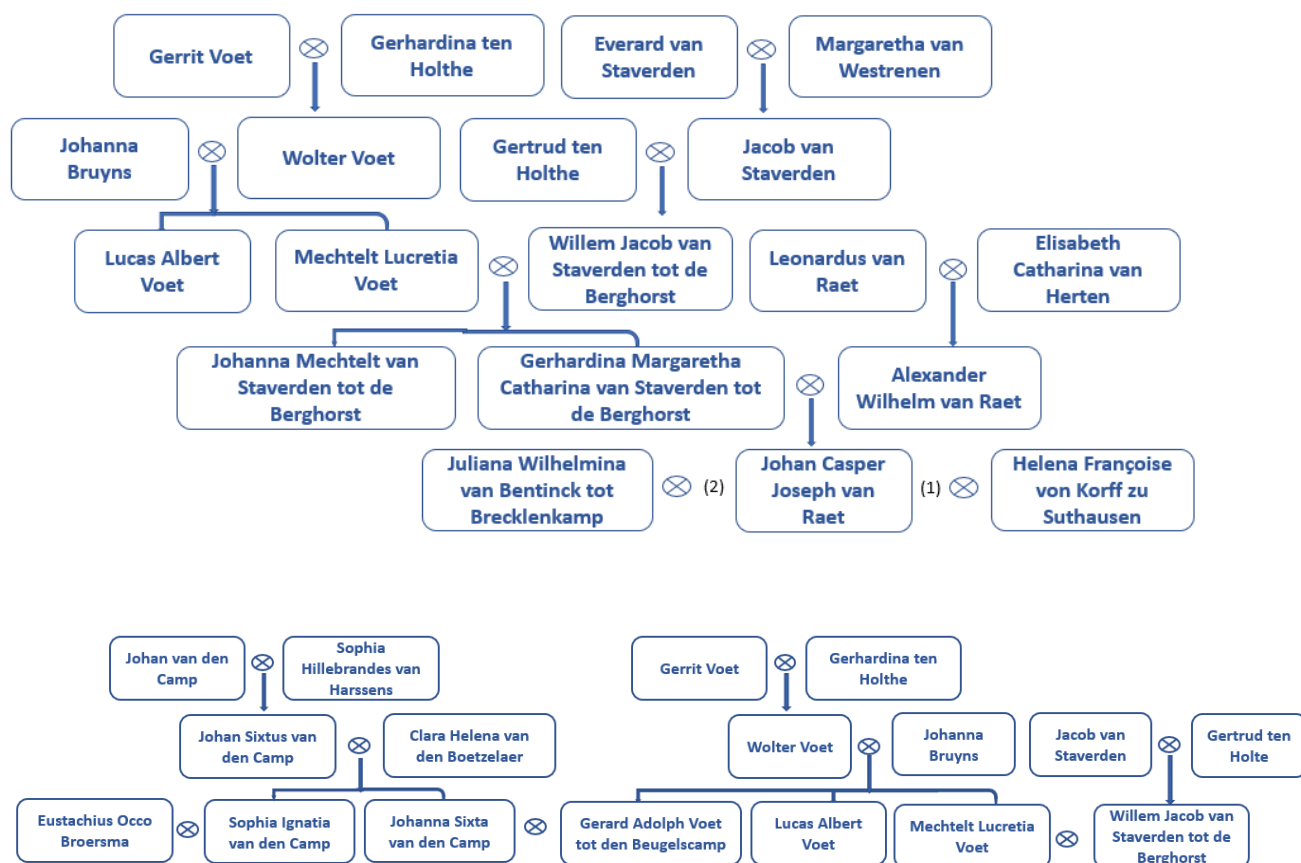 Gerrit Voet
Gerhardina ten
Holthe
Everard van
Staverden
Margaretha van
Westrenen
Johanna
Bruyns
Wolter Voet
Gertrud ten
Holthe
Jacob van
Staverden
Lucas Albert
Voet
Mechtelt Lucretia
Voet
Willem Jacob van
Staverden tot de
Berghorst
Leonardus van
Raet
Elisabeth
Catharina van
Herten
Johanna Mechtelt van
Staverden tot de
Berghorst
Gerhardina Margaretha
Catharina van Staverden tot
de Berghorst
Alexander
Wilhelm van Raet
Juliana Wilhelmina
van Bentinck tot
Brecklenkamp
(2)
Johan Casper
Joseph van
Raet
(1)
Helena Françoise
von Korff zu
Suthausen
Johan van den
Camp
Sophia
Hillebrandes van
Harssens
Gerrit Voet
Gerhardina ten
Holthe
Johan Sixtus van
den Camp
Clara Helena van
den Boetzelaer
Wolter Voet
Johanna
Bruyns
Jacob van
Staverden
Gertrud ten
Holte
Eustachius Occo
Broersma
Sophia Ignatia
van den Camp
Johanna Sixta
van den Camp
Gerard Adolph Voet
tot den Beugelscamp
Lucas Albert
Voet
Mechtelt Lucretia
Voet
Willem Jacob van
Staverden tot de
Berghorst